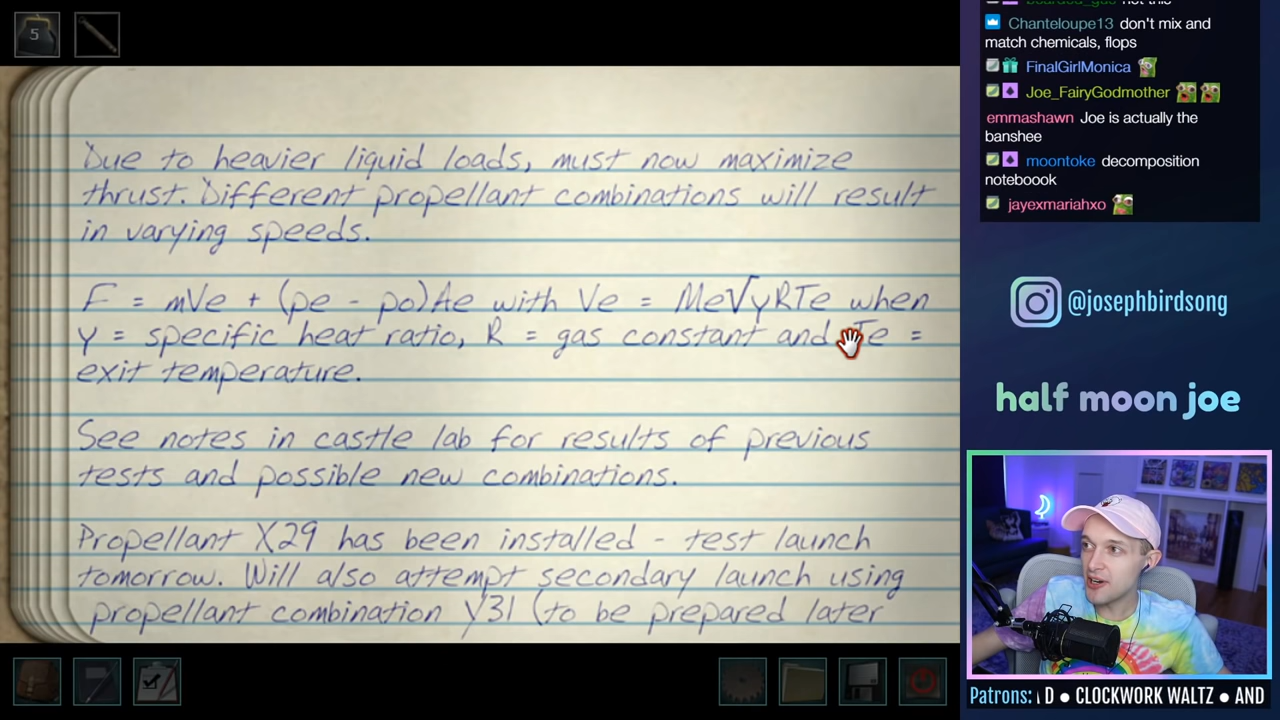 5
Due to heavier liquid loads, must now maximize
thrust. Different propellant combinations will result
in varying speeds.
F = mVe + (pe - po)Ae with Ve = Me√yRTe when
y = specific heat ratio, R = gas constant and Te =
exit temperature.
See notes in castle lab for results of previous
tests and possible new combinations.
Propellant X29 has been installed - test launch
tomorrow. Will also attempt secondary launch using
propellant combination Y31 (to be prepared later
Chanteloupe13 don't mix and
match chemicals, flops
FinalGirlMonica
Joe_FairyGodmother
emmashawn Joe is actually the
banshee
moontoke decomposition
noteboook
jayexmariahxo
@josephbirdsong
half moon joe
Patrons: D ● CLOCKWORK WALTZ ● AND